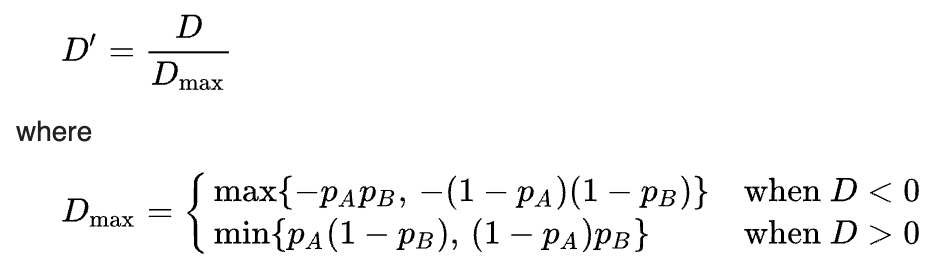 D′ = D / D_max
where
D_max = { max{−p_A p_B, −(1 − p_A)(1 − p_B)} when D < 0
min{p_A(1 − p_B), (1 − p_A)p_B} when D > 0